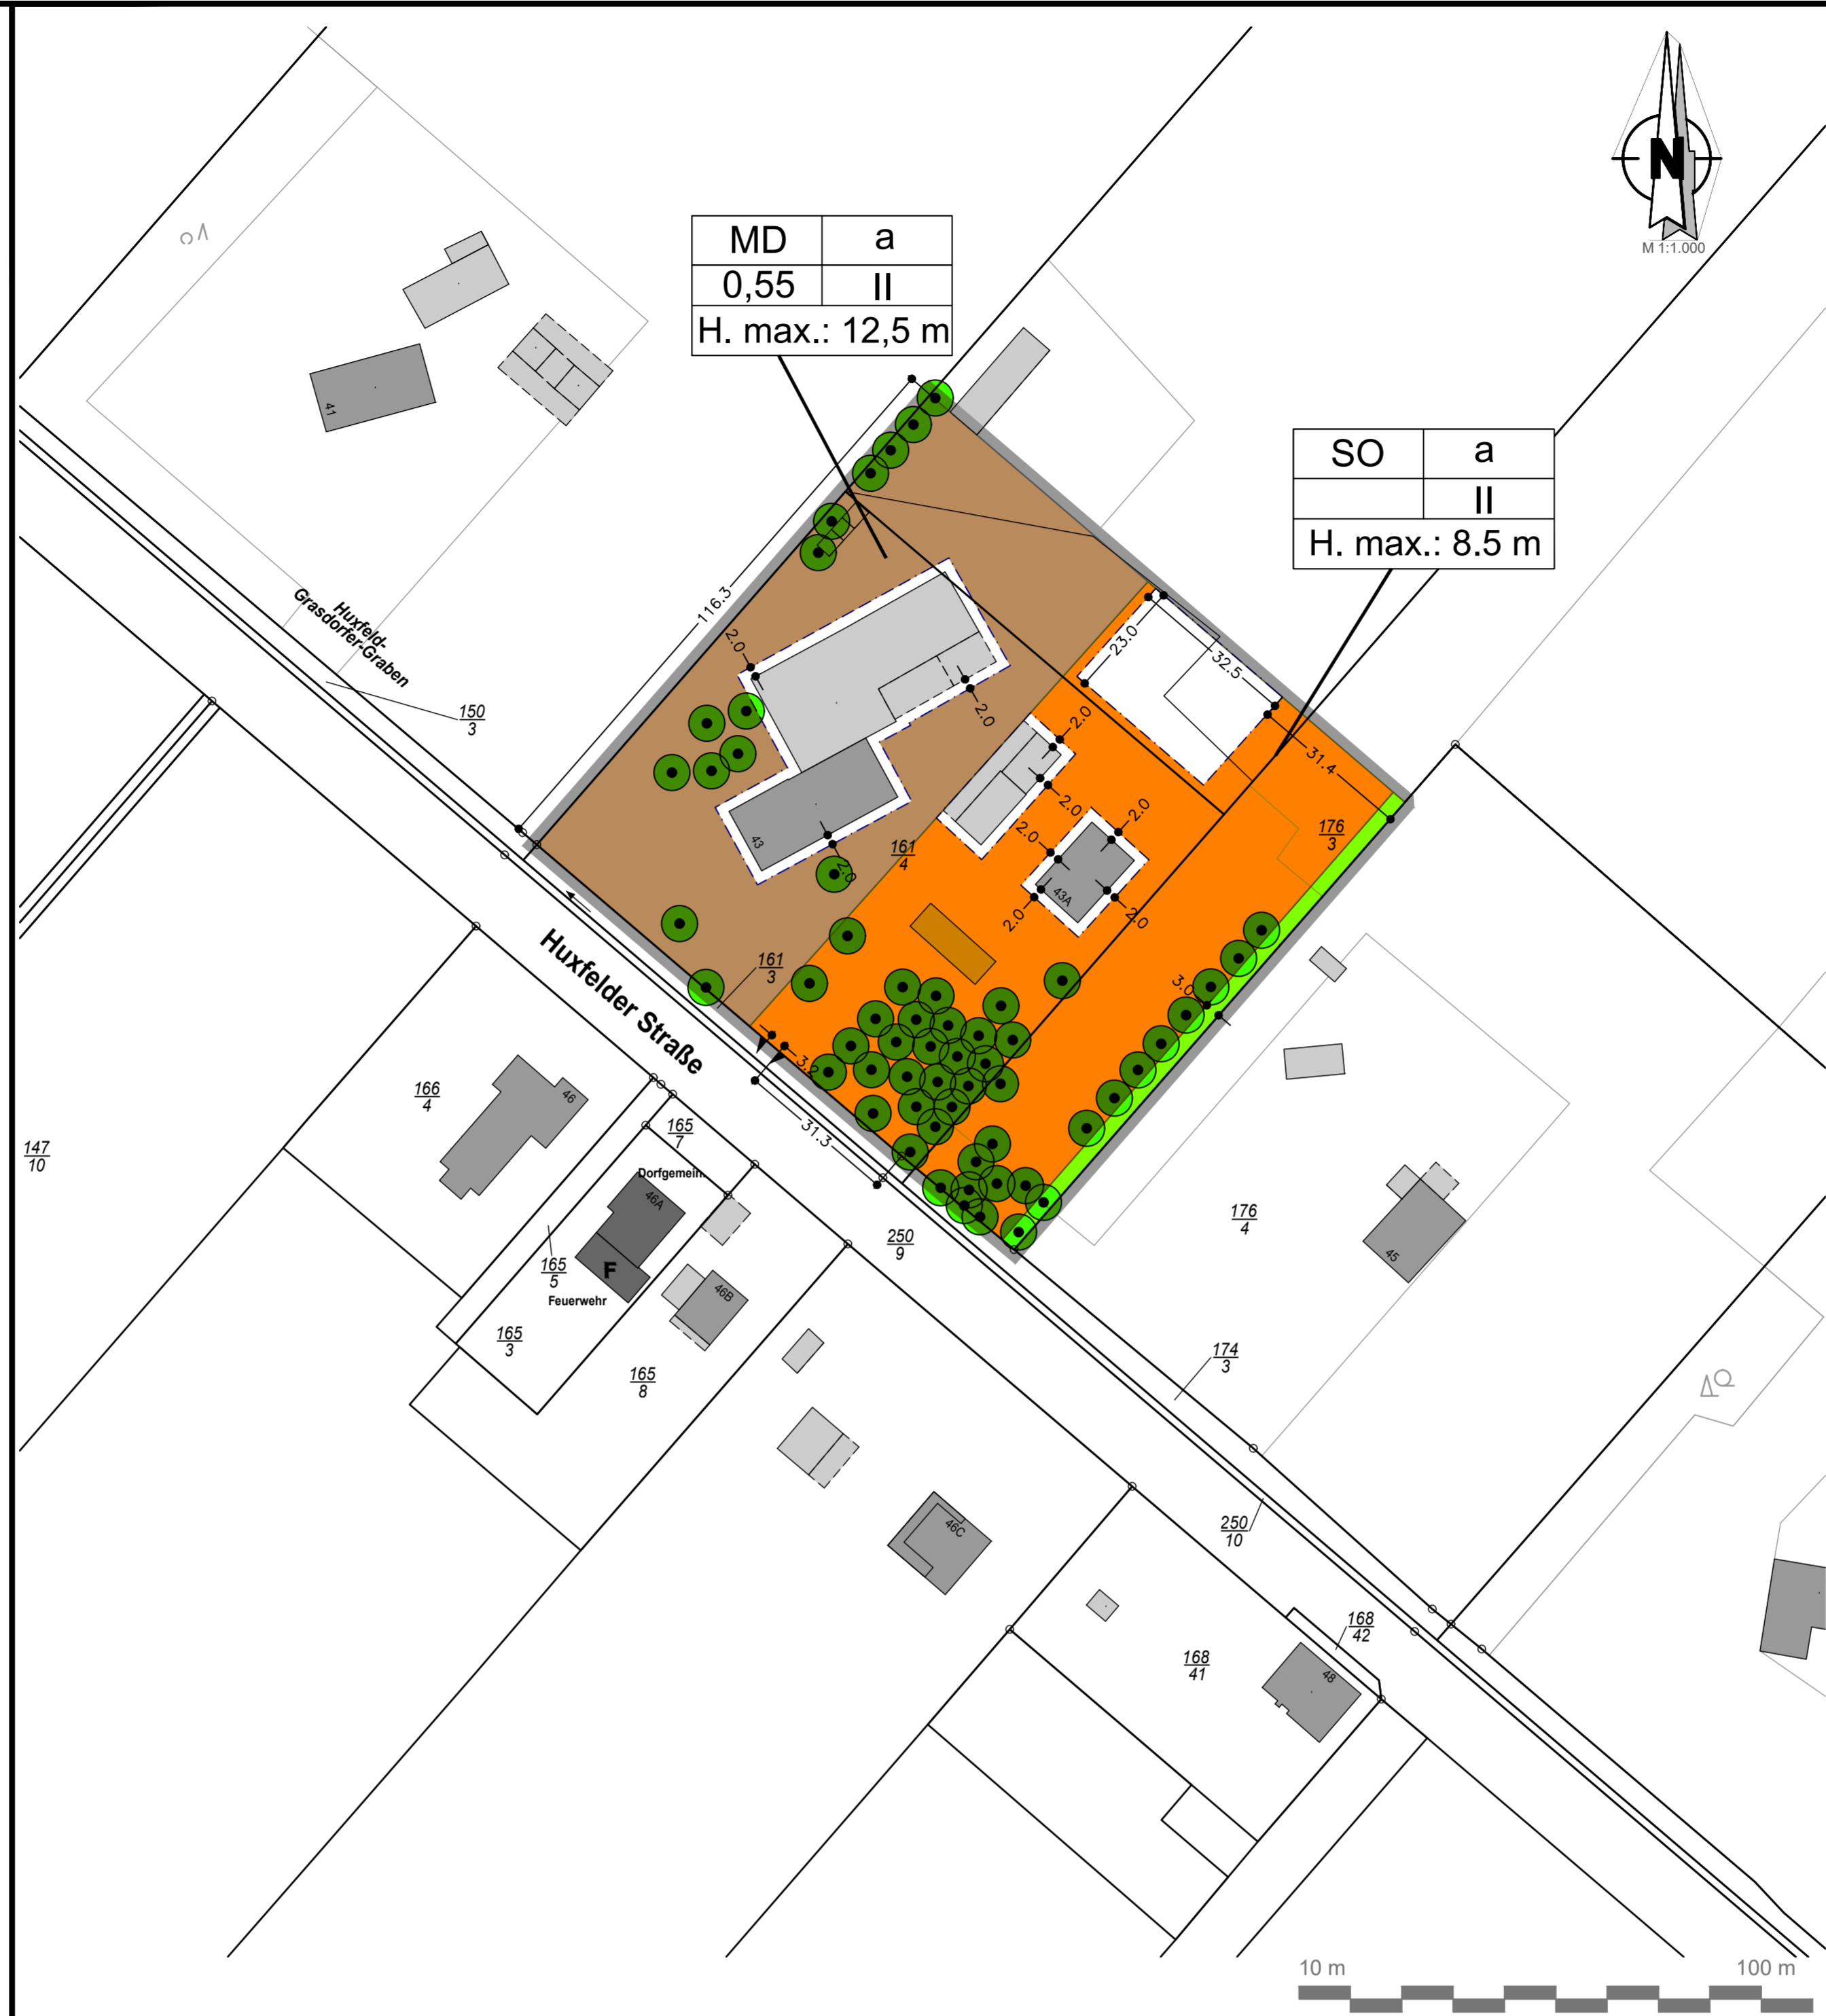 N
M 1:1.000
MD a
0,55 II
H. max.: 12,5 m
SO a
II
H. max.: 8.5 m
41
116.3
2.0
2.0
23.0
32.5
31.4
Huxfeld-
Grasdorfer-Graben
150
3
2.0
2.0
2.0
2.0
2.0
2.0
2.0
43
43A
161
4
176
3
161
3
3.0
3.2
31.3
Huxfelder Straße
166
4
46
165
7
147
10
Dorfgemein.
46A
F
165
5
Feuerwehr
165
3
46B
165
8
250
9
176
4
45
174
3
46C
250
10
168
42
168
41
48
10 m 100 m